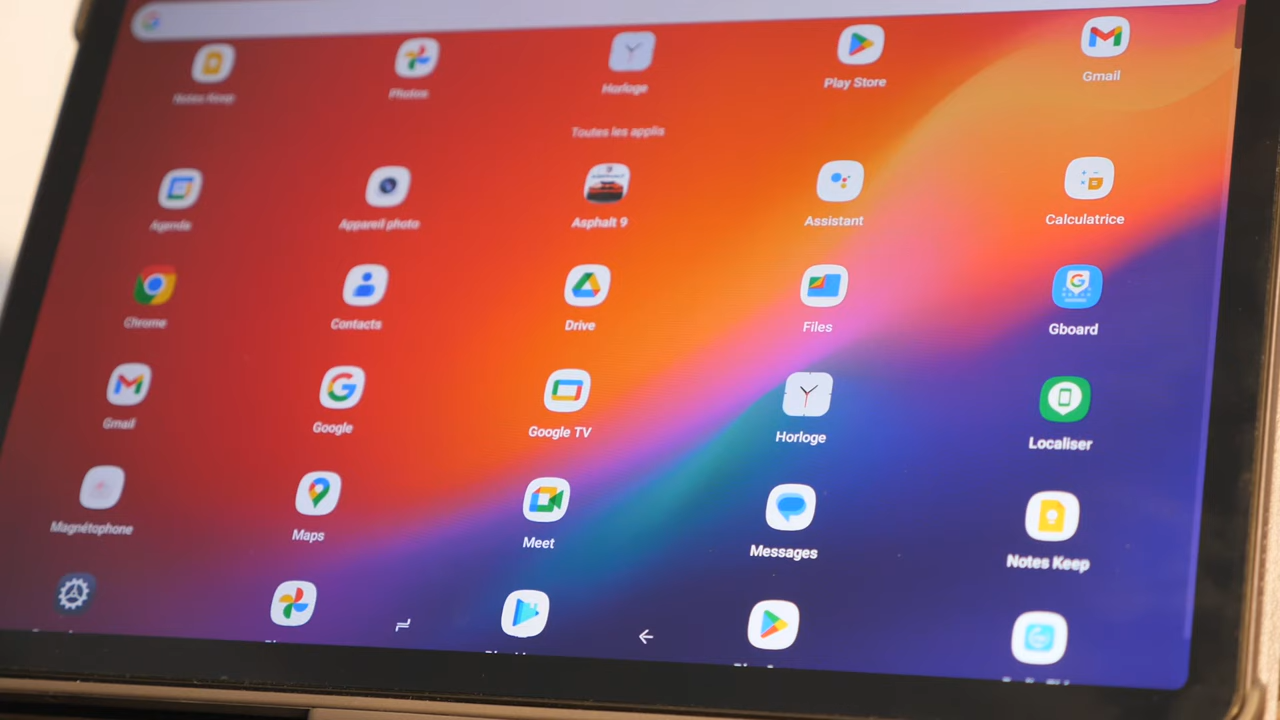 Notes Keep
Photos
Horloge
Play Store
Gmail
Toutes les applis
Agenda
Appareil photo
Asphalt 9
Assistant
Calculatrice
Chrome
Contacts
Drive
Files
Gboard
Gmail
Google
Google TV
Horloge
Localiser
Magnétophone
Maps
Meet
Messages
Notes Keep